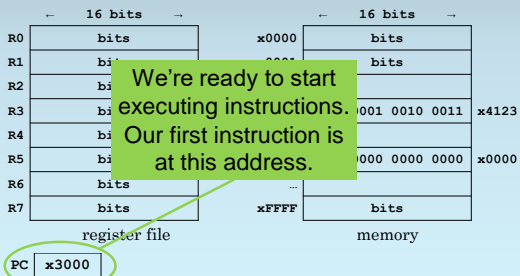 ← 16 bits → ← 16 bits →
R0 bits x0000 bits
R1 bits bits
R2
R3 001 0010 0011 x4123
R4
R5 0000 0000 0000 x0000
R6 bits …
R7 bits xFFFF bits
We're ready to start
executing instructions.
Our first instruction is
at this address.
register file memory
PC x3000